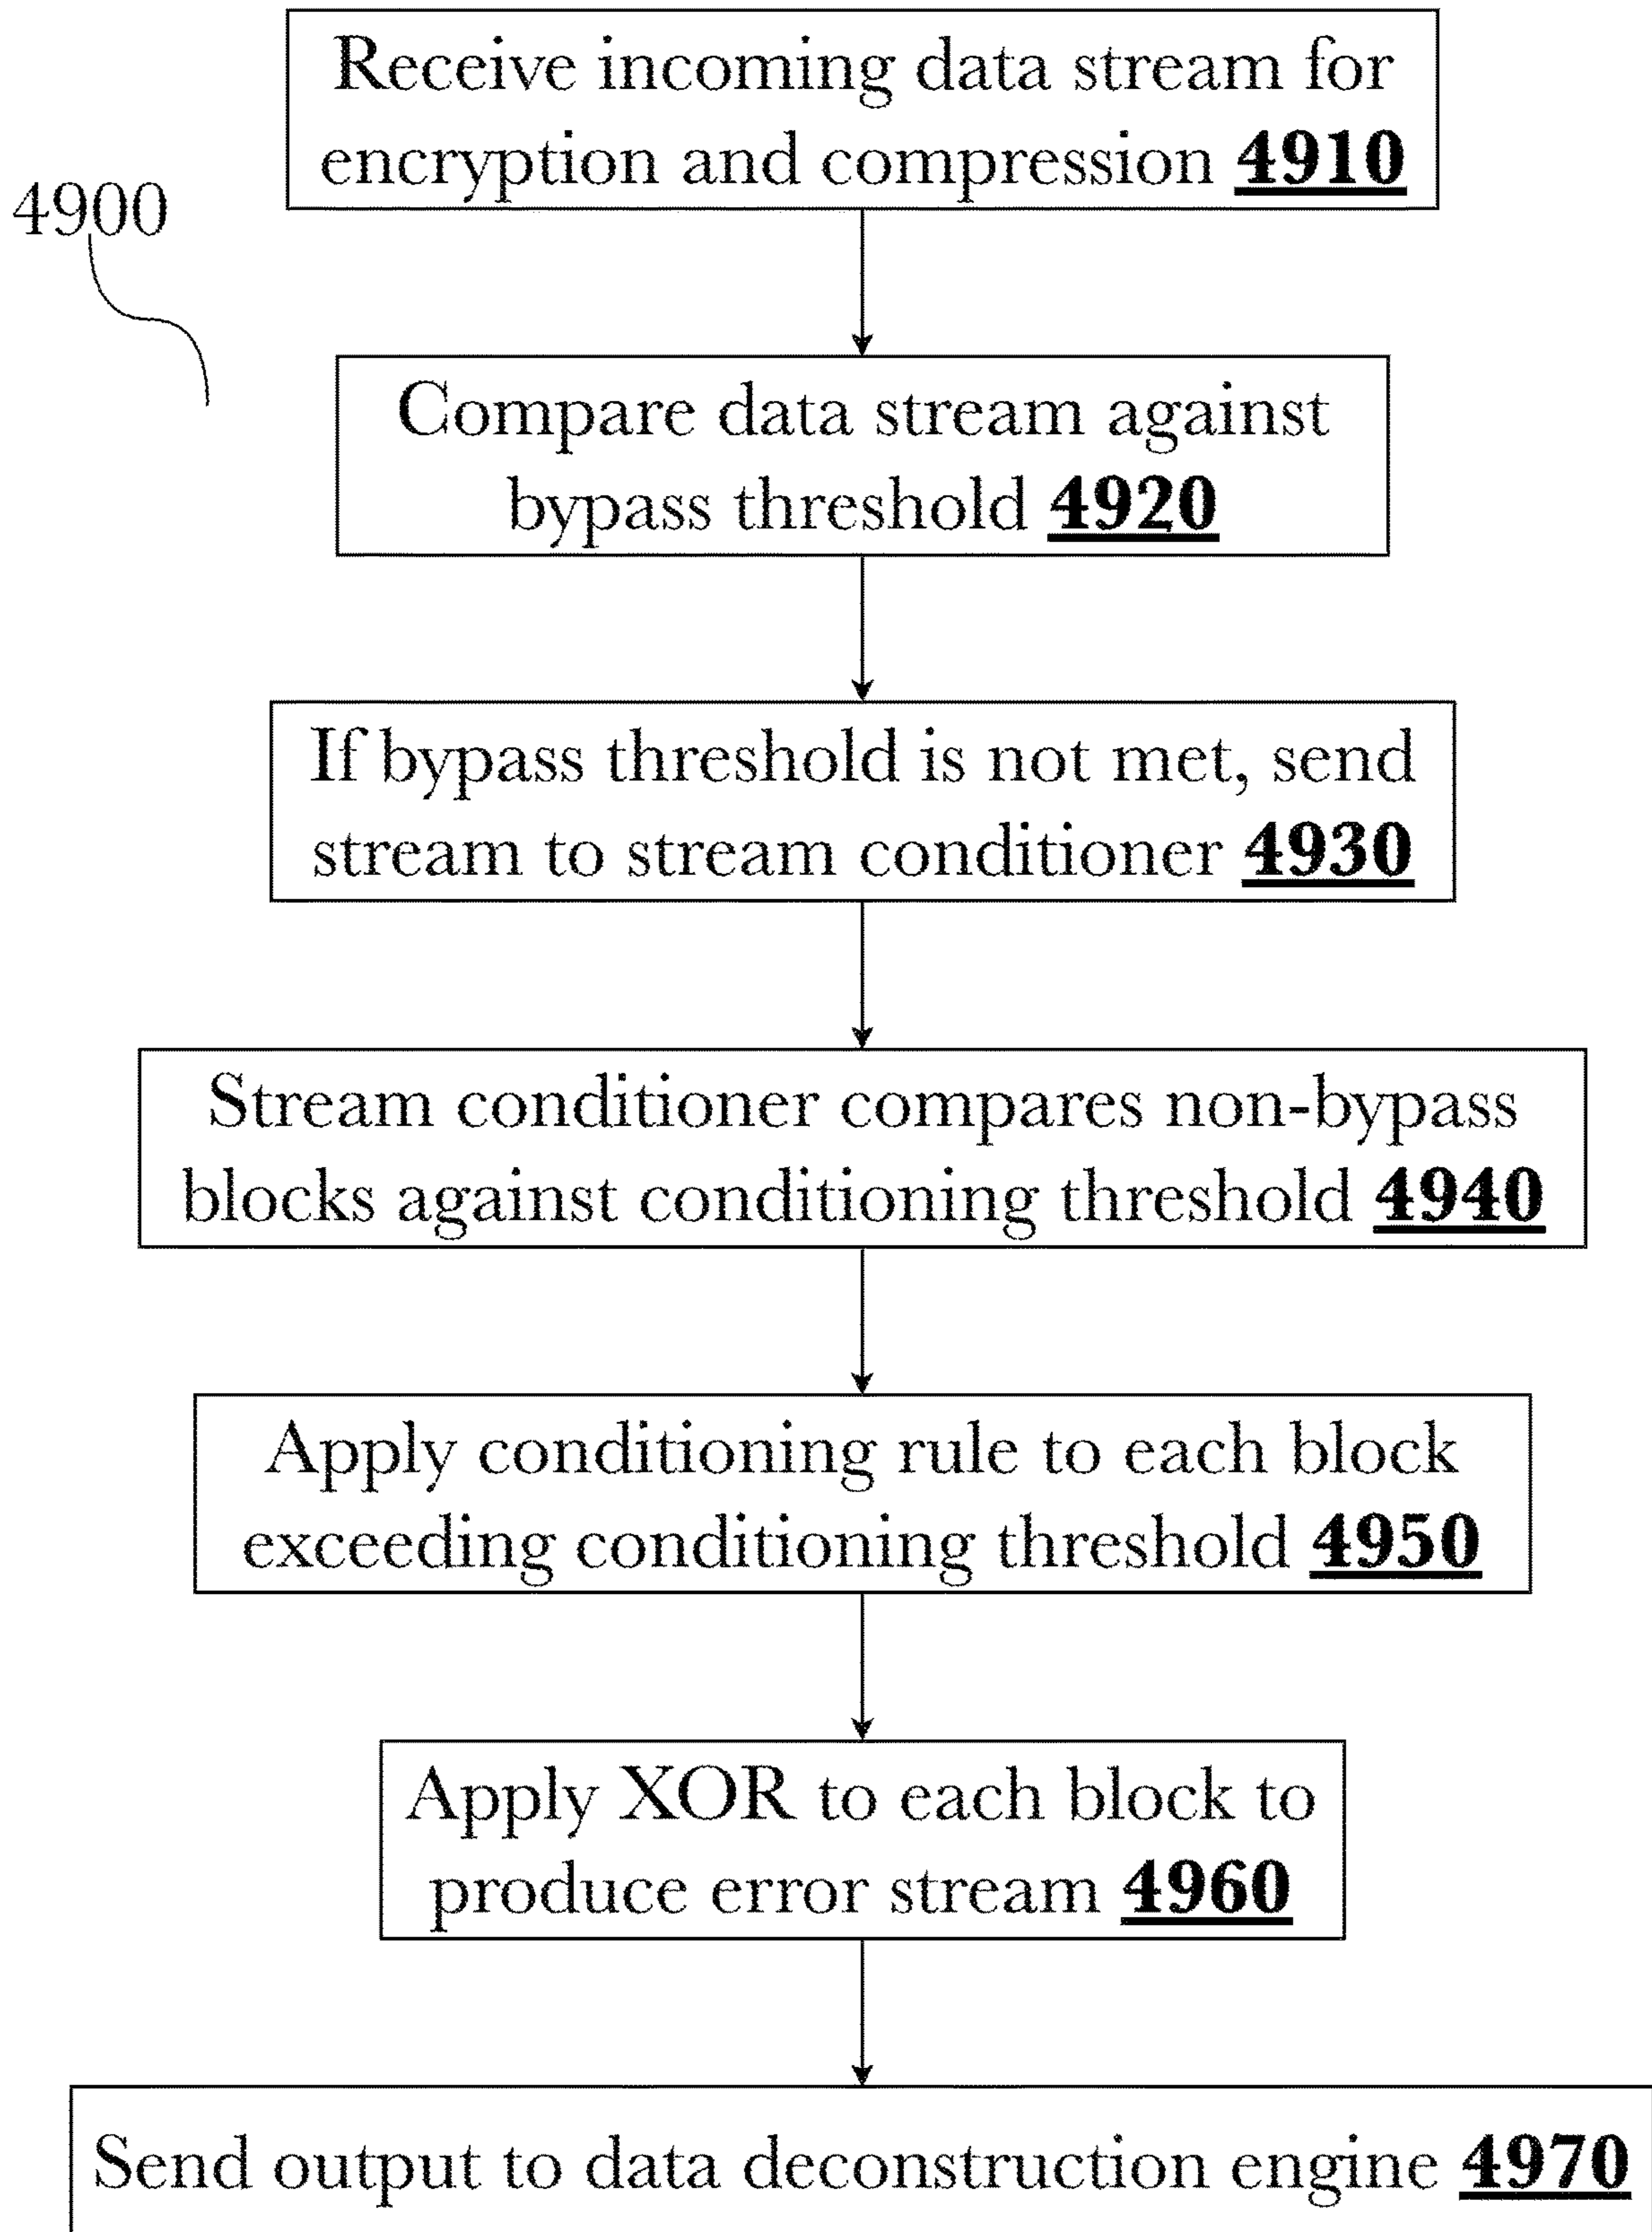 Receive incoming data stream for
encryption and compression 4910
4900
Compare data stream against
bypass threshold 4920
If bypass threshold is not met, send
stream to stream conditioner 4930
Stream conditioner compares non-bypass
blocks against conditioning threshold 4940
Apply conditioning rule to each block
exceeding conditioning threshold 4950
Apply XOR to each block to
produce error stream 4960
Send output to data deconstruction engine 4970